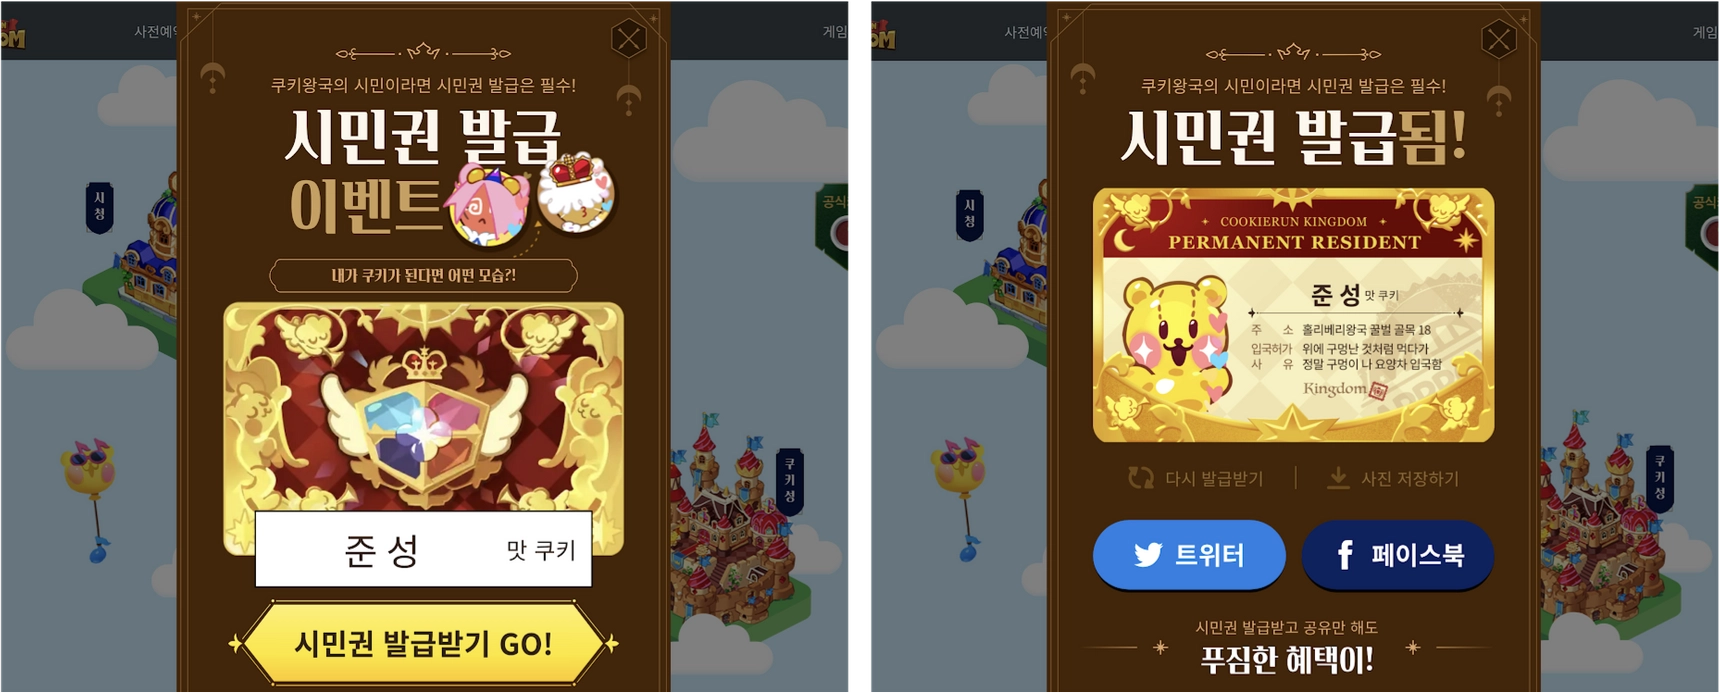 OM
사전예약
게임
쿠키왕국의 시민이라면 시민권 발급은 필수!
시민권 발급
이벤트
시청
공식
내가 쿠키가 된다면 어떤 모습?!
쿠키성
준성
맛 쿠키
시민권 발급받기 GO!
OM
사전예
게임
쿠키왕국의 시민이라면 시민권 발급은 필수!
시민권 발급됨!
시청
공식
COOKIERUN KINGDOM
PERMANENT RESIDENT
준성 맛 쿠키
주 소 홀리베리왕국 꿀벌 골목 18
입국허가 위에 구멍난 것처럼 먹다가
사 유 정말 구멍이 나 요양차 입국함
Kingdom
다시 발급받기
사진 저장하기
쿠키성
트위터
페이스북
시민권 발급받고 공유만 해도
푸짐한 혜택이!